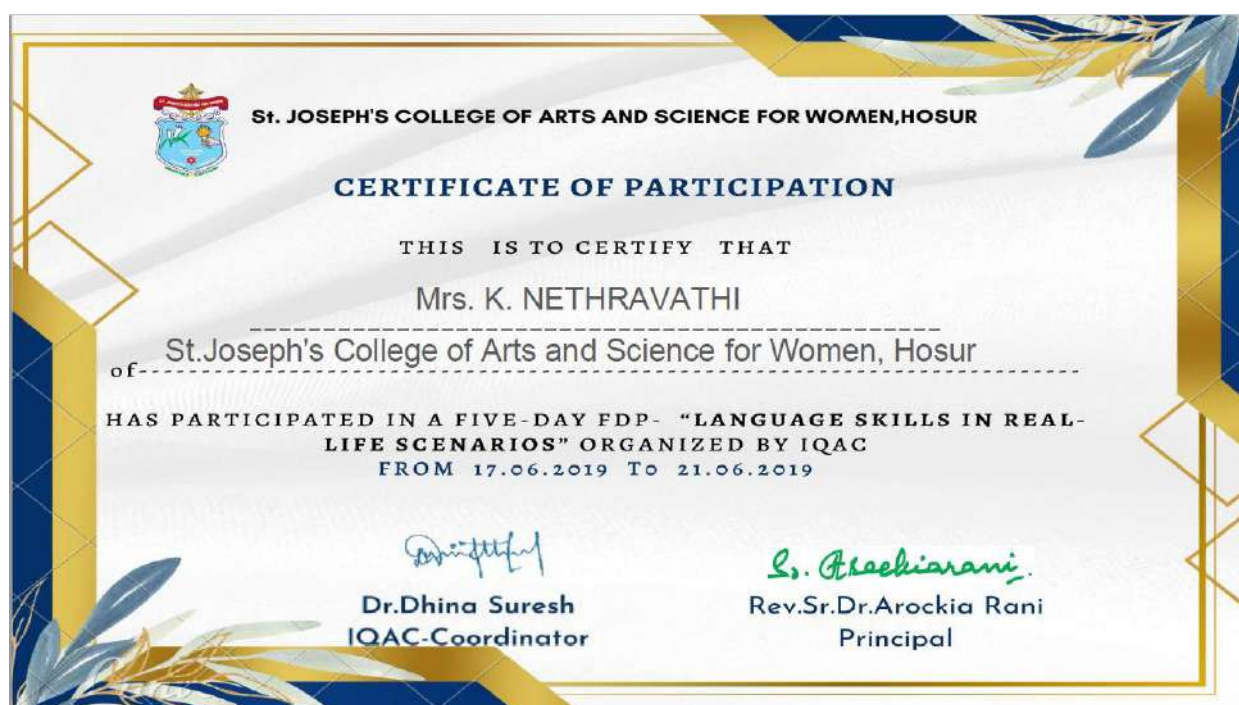 St. JOSEPH'S COLLEGE OF ARTS AND SCIENCE FOR WOMEN,HOSUR
CERTIFICATE OF PARTICIPATION
THIS IS TO CERTIFY THAT
Mrs. K. NETHRAVATHI
of St.Joseph's College of Arts and Science for Women, Hosur
HAS PARTICIPATED IN A FIVE-DAY FDP- "LANGUAGE SKILLS IN REAL-
LIFE SCENARIOS" ORGANIZED BY IQAC
FROM 17.06.2019 To 21.06.2019
Sr. Arockiarani.
Dr.Dhina Suresh
IQAC-Coordinator
Rev.Sr.Dr.Arockia Rani
Principal